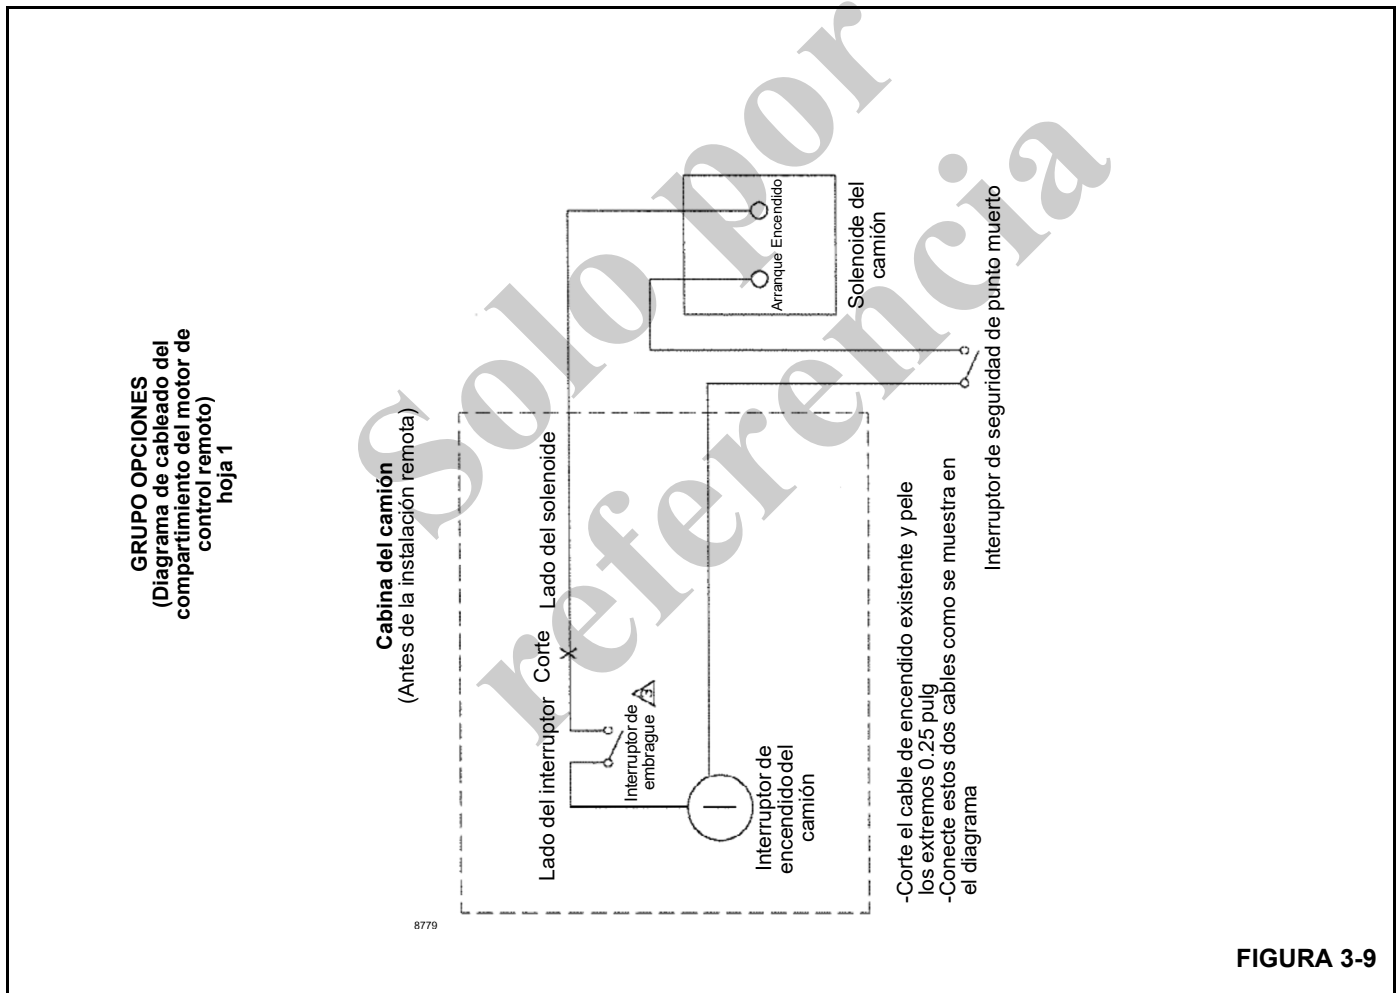 GRUPO OPCIONES
(Diagrama de cableado del
compartimiento del motor de
control remoto)
hoja 1
Cabina del camión
(Antes de la instalación remota)
Lado del interruptor
Corte
Lado del solenoide
Interruptor de
embrague
3
Interruptor de
encendido del
camión
Arranque
Encendido
Solenoide del
camión
Interruptor de seguridad de punto muerto
-Corte el cable de encendido existente y pele
los extremos 0.25 pulg
-Conecte estos dos cables como se muestra en
el diagrama
Solo por
referencia
8779
FIGURA 3-9